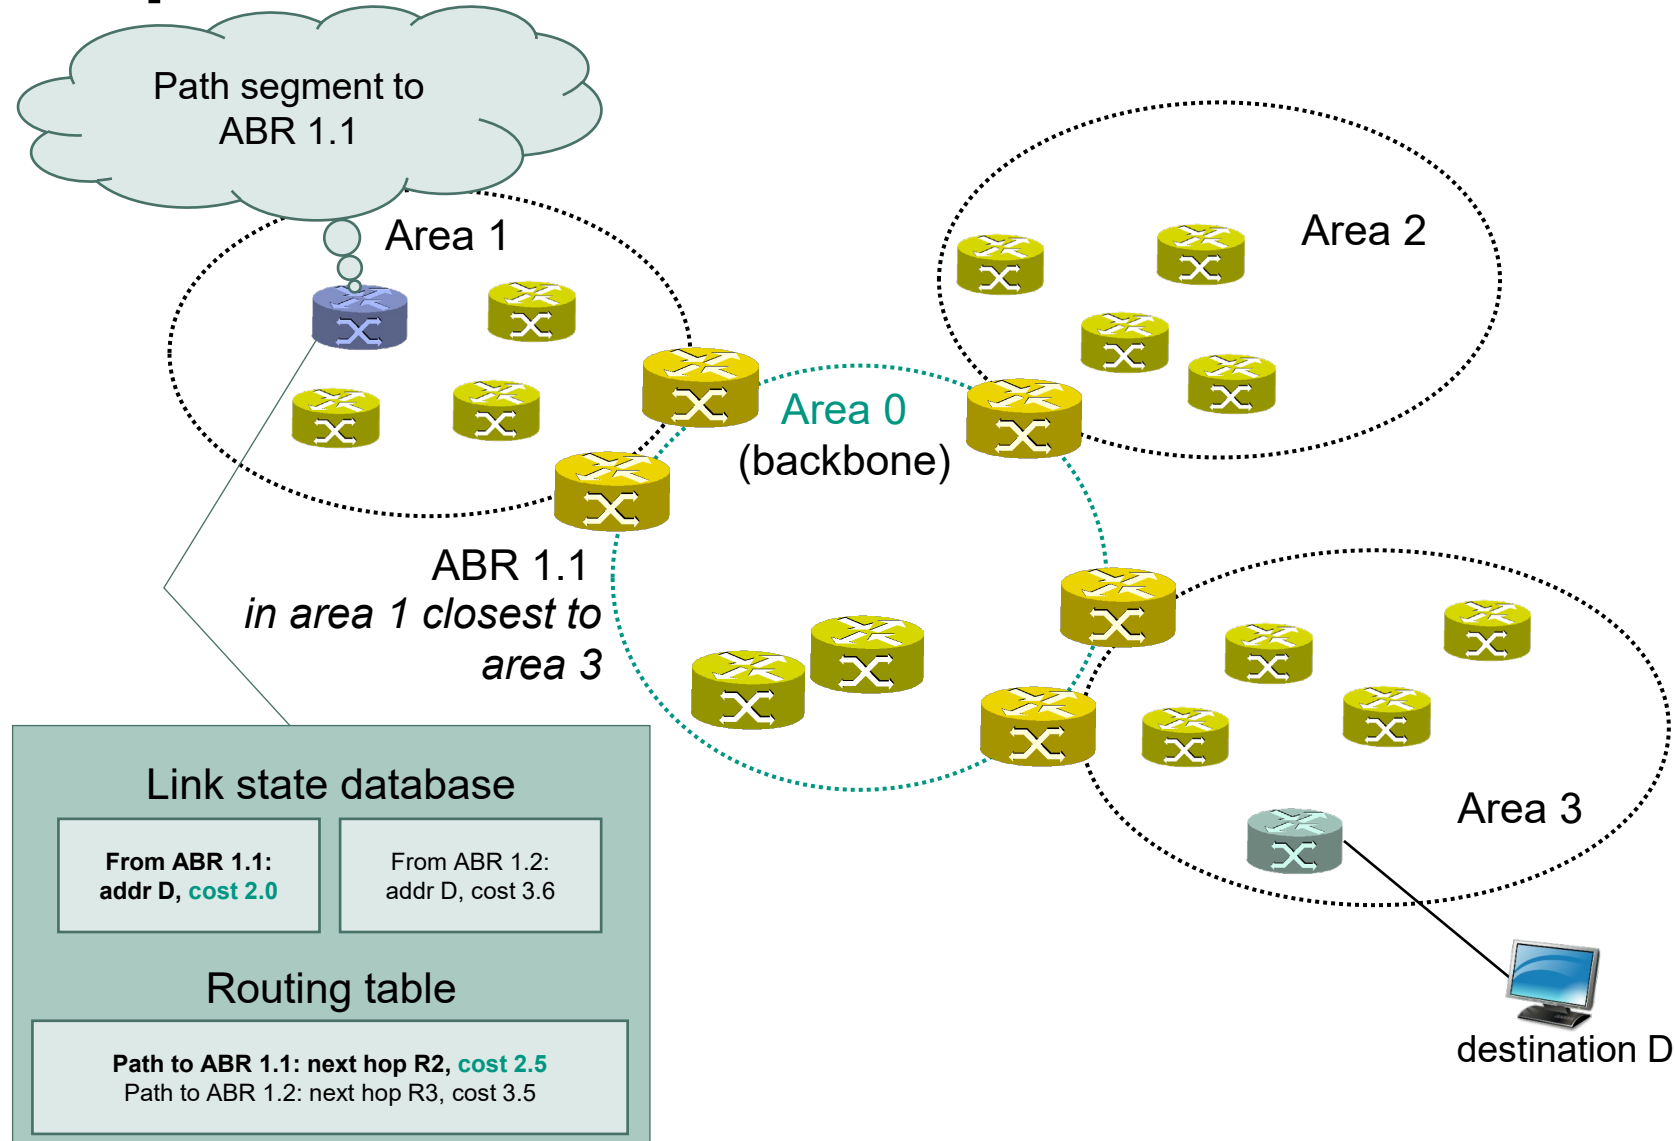 Path segment to
ABR 1.1
Area 1
Area 2
Area 0
(backbone)
ABR 1.1
in area 1 closest to
area 3
Area 3
Link state database
From ABR 1.1:
addr D, cost 2.0
From ABR 1.2:
addr D, cost 3.6
Routing table
Path to ABR 1.1: next hop R2, cost 2.5
Path to ABR 1.2: next hop R3, cost 3.5
destination D